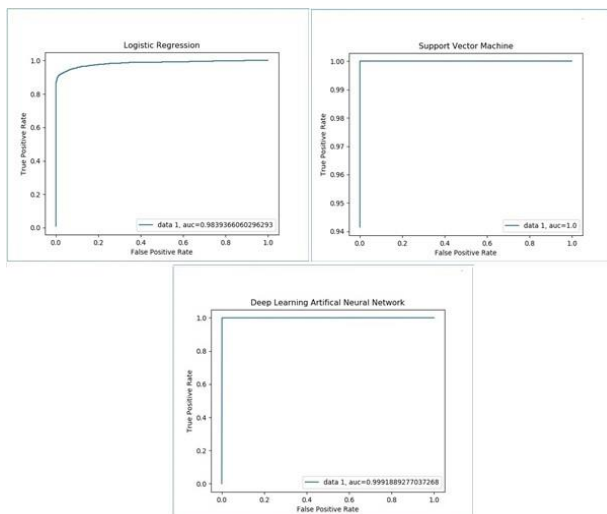 Logistic Regression
1.0
0.8
0.6
0.4
0.2
0.0
True Positive Rate
data 1, auc=0.9839366060296293
0.0 0.2 0.4 0.6 0.8 1.0
False Positive Rate
Support Vector Machine
1.00
0.99
0.98
0.97
0.96
0.95
0.94
True Positive Rate
data 1, auc=1.0
0.0 0.2 0.4 0.6 0.8 1.0
False Positive Rate
Deep Learning Artifical Neural Network
1.0
0.8
0.6
0.4
0.2
0.0
True Positive Rate
data 1, auc=0.9991889277037268
0.0 0.2 0.4 0.6 0.8 1.0
False Positive Rate